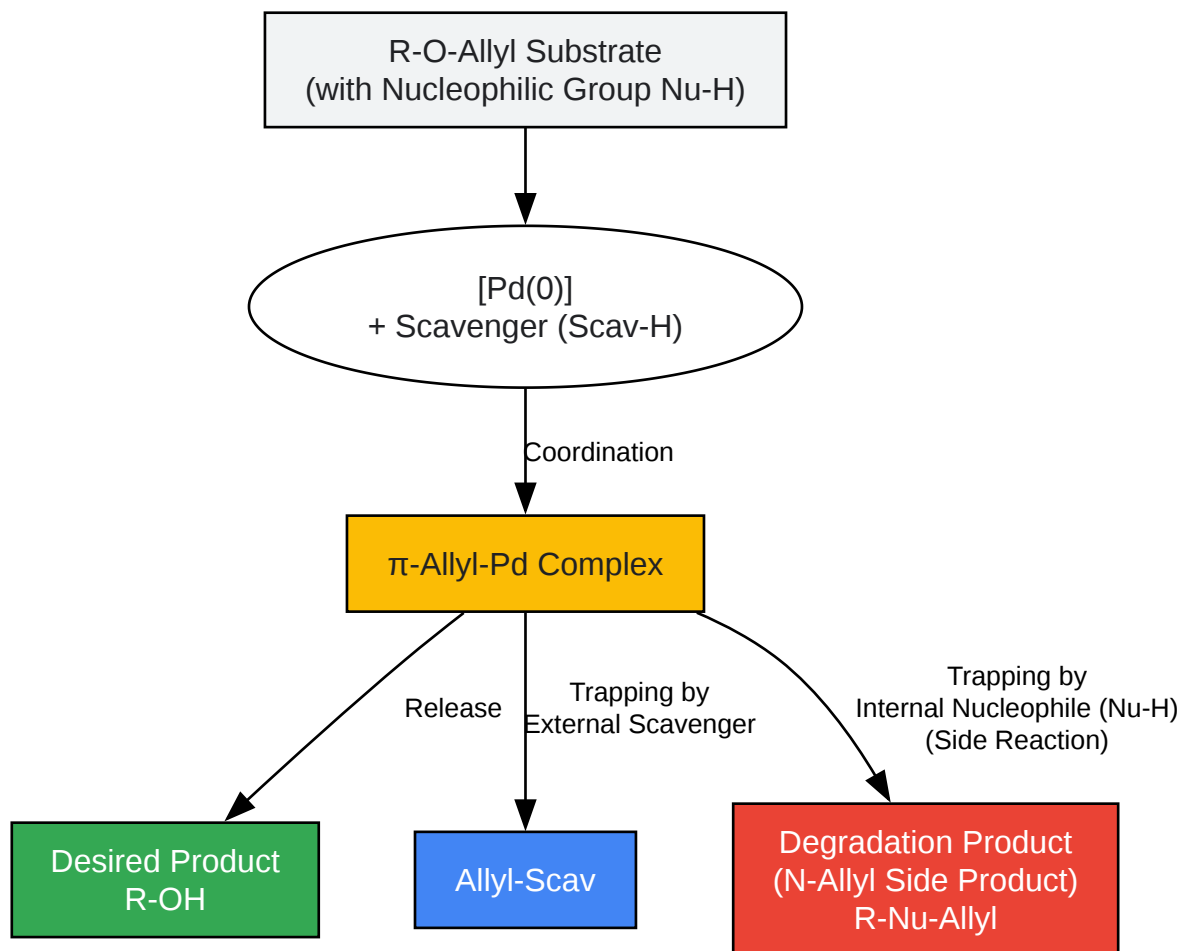 R-O-Allyl Substrate
(with Nucleophilic Group Nu-H)
[Pd(0)]
+ Scavenger (Scav-H)
Coordination
π-Allyl-Pd Complex
Release
Trapping by
External Scavenger
Trapping by
Internal Nucleophile (Nu-H)
(Side Reaction)
Desired Product
R-OH
Allyl-Scav
Degradation Product
(N-Allyl Side Product)
R-Nu-Allyl